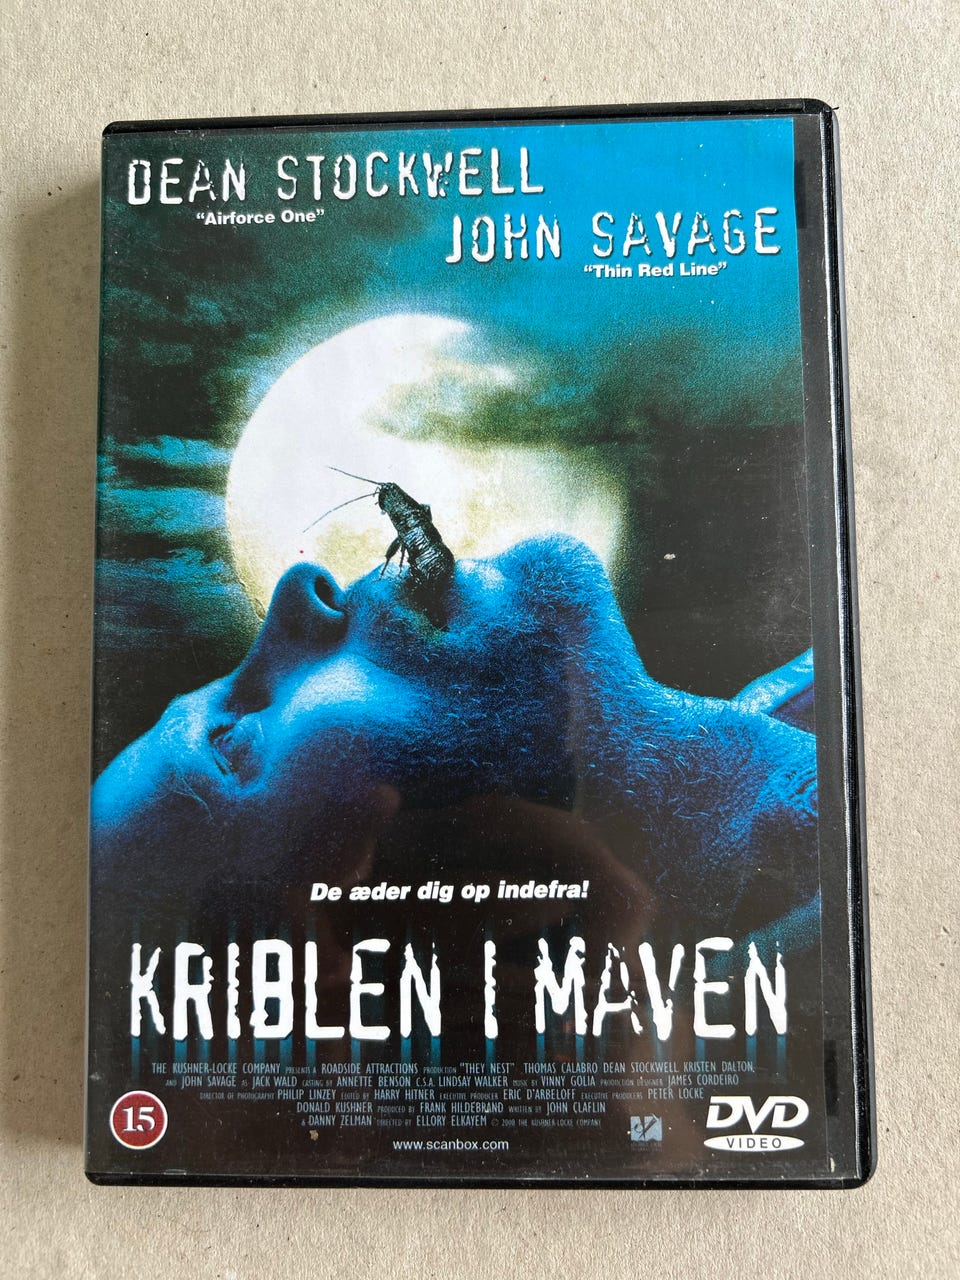 DEAN STOCKWELL
“Airforce One”
JOHN SAVAGE
“Thin Red Line”
De æder dig op indefra!
KRIBLEN I MAVEN
THE KUSHNER-LOCKE COMPANY PRESENTS A ROADSIDE ATTRACTIONS PRODUCTION "THEY NEST" THOMAS CALABRO DEAN STOCKWELL KRISTEN DALTON,
AND JOHN SAVAGE AS JACK WALD CASTING BY ANNETTE BENSON C.S.A. LINDSAY WALKER MUSIC BY VINNY GOLIA PRODUCTION DESIGNER JAMES CORDEIRO
DIRECTOR OF PHOTOGRAPHY PHILIP LINZEY EDITED BY HARRY HITNER EXECUTIVE PRODUCER ERIC D'ARBELOFF EXECUTIVE PRODUCERS PETER LOCKE
DONALD KUSHNER PRODUCED BY FRANK HILDEBRAND WRITTEN BY JOHN CLAFLIN
& DANNY ZELMAN DIRECTED BY ELLORY ELKAYEM © 2000 THE KUSHNER-LOCKE COMPANY
15
www.scanbox.com
DVD
VIDEO